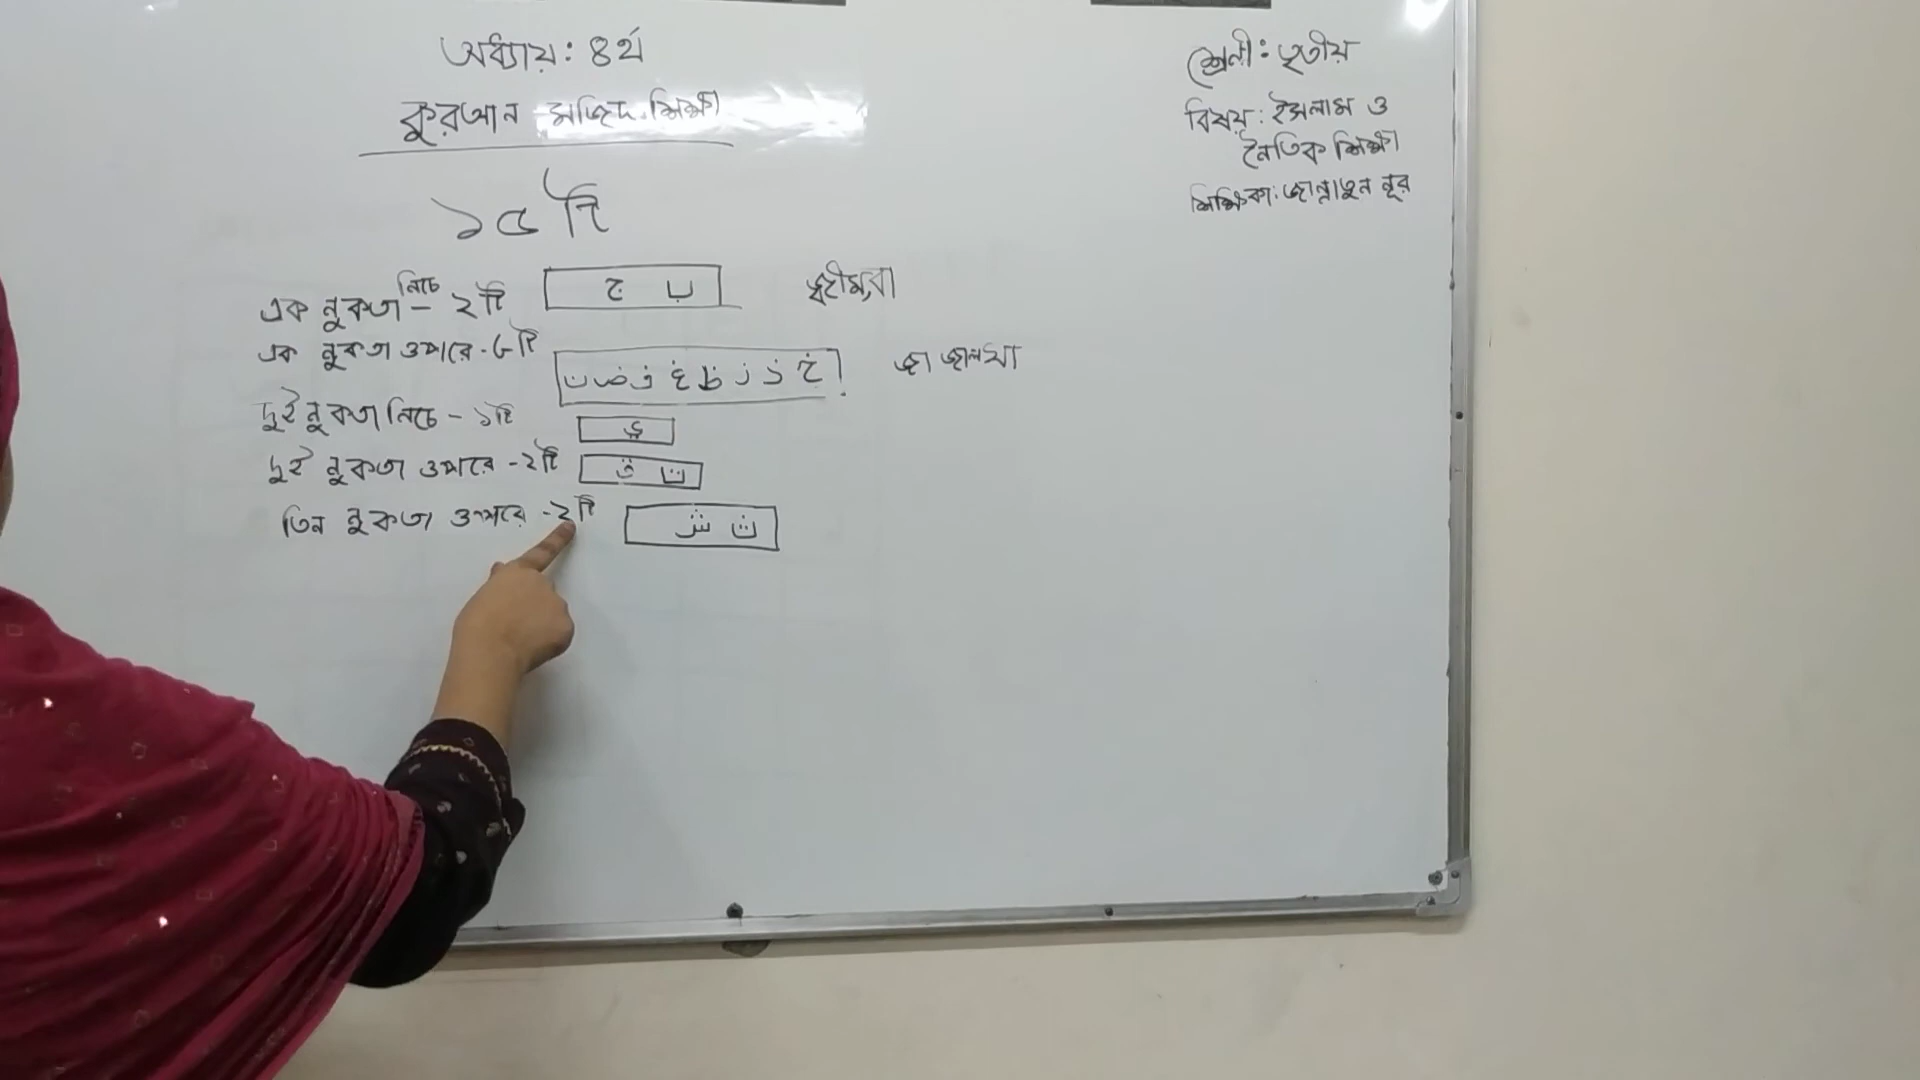 অধ্যায়: ৪র্থ
কুরআন মজিদ শিক্ষা
১৫টি
এক নুকতা নিচে - ২টি ب ج
এক নুকতা ওপরে - ৮টি خ ذ ز ظ غ ف ض ن
জা জাল খা
দুই নুকতা নিচে - ১টি ي
দুই নুকতা ওপরে - ২টি ت ق
তিন নুকতা ওপরে - ২টি ث ش
শ্রেণী: তৃতীয়
বিষয়: ইসলাম ও
নৈতিক শিক্ষা
শিক্ষিকা: জান্নাতুন নূর